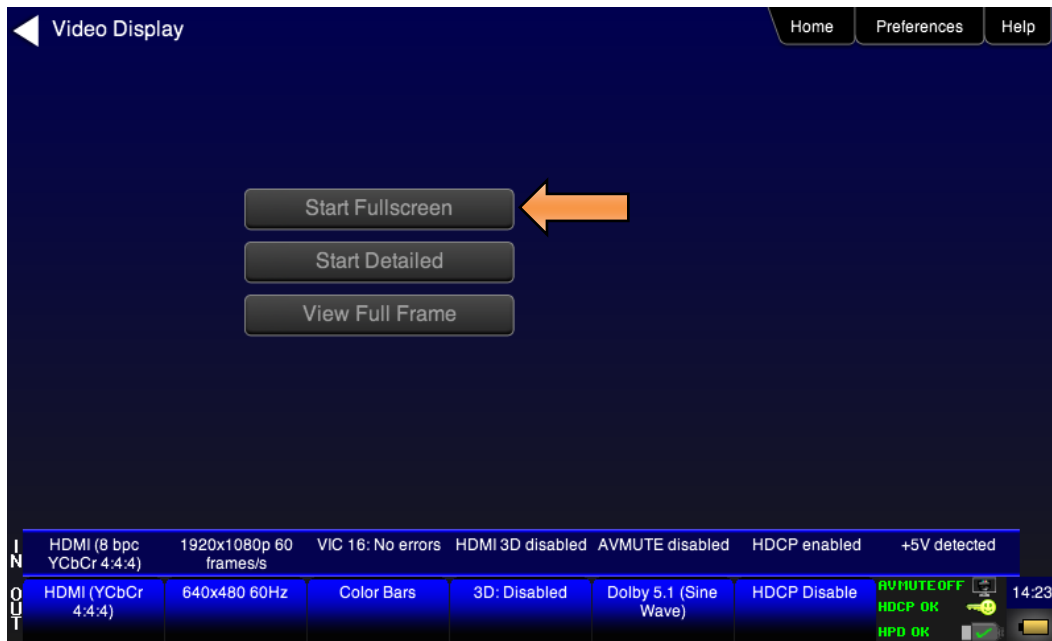 Video Display
Home
Preferences
Help
Start Fullscreen
Start Detailed
View Full Frame
IN
HDMI (8 bpc
YCbCr 4:4:4)
1920x1080p 60
frames/s
VIC 16: No errors
HDMI 3D disabled
AVMUTE disabled
HDCP enabled
+5V detected
OUT
HDMI (YCbCr
4:4:4)
640x480 60Hz
Color Bars
3D: Disabled
Dolby 5.1 (Sine
Wave)
HDCP Disable
AVMUTEOFF
HDCP OK
HPD OK
14:23